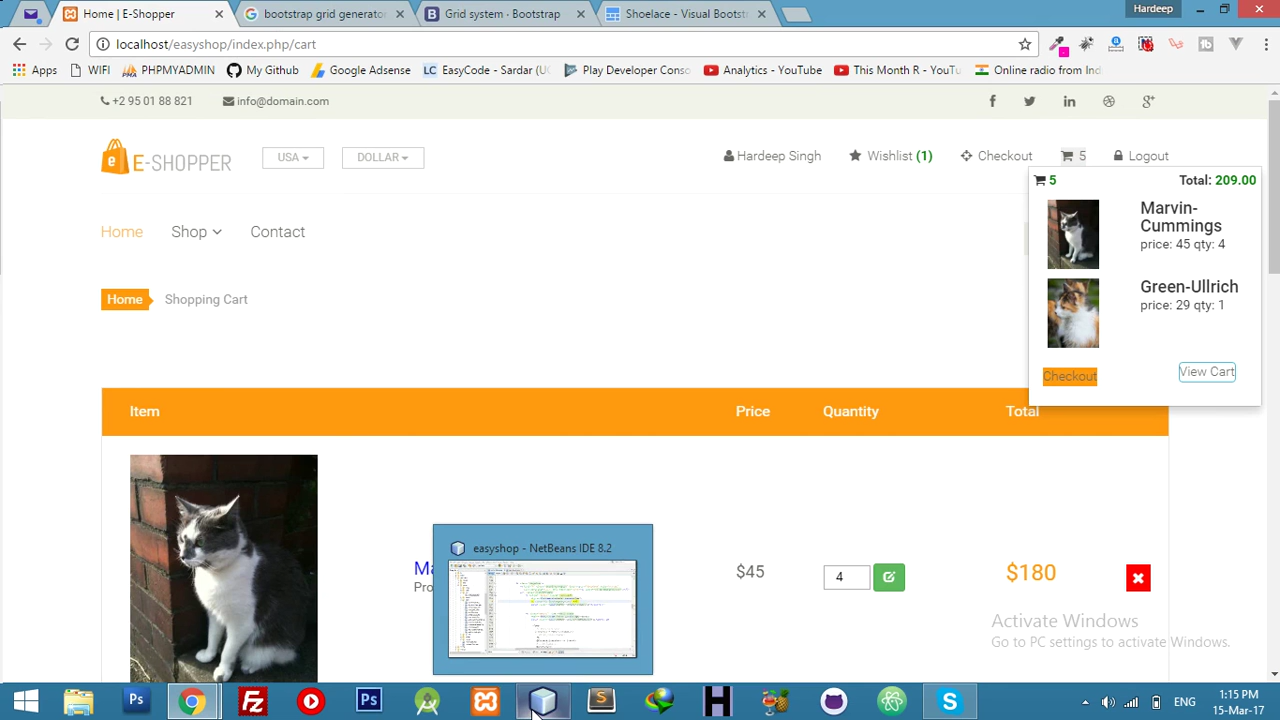 Home | E-Shopper
bootstrap grid generator
Grid system · Bootstrap
Shoelace - Visual Bootst
Hardeep
localhost/easyshop/index.php/cart
Apps
WIFI
PHPMYADMIN
My Github
Google Adsense
LC EasyCode - Sardar (U
Play Developer Conso
Analytics - YouTube
This Month R - YouTu
Online radio from Ind
+2 95 01 88 821
info@domain.com
E-SHOPPER
USA
DOLLAR
Hardeep Singh
Wishlist (1)
Checkout
5
Logout
5
Total: 209.00
Marvin-
Cummings
price: 45 qty: 4
Green-Ullrich
price: 29 qty: 1
Checkout
View Cart
Home
Shop
Contact
Home
Shopping Cart
Item
Price
Quantity
Total
$45
4
$180
easyshop - NetBeans IDE 8.2
Activate Windows
Go to PC settings to activate Windows.
ENG
1:15 PM
15-Mar-17